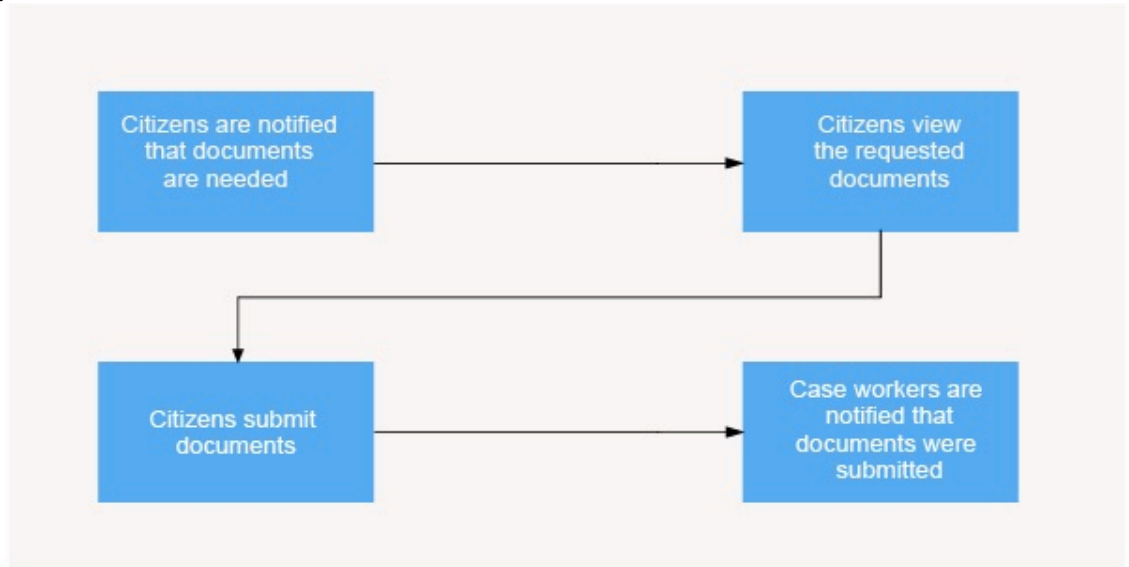 Citizens are notified
that documents
are needed
Citizens view
the requested
documents
Citizens submit
documents
Case workers are
notified that
documents were
submitted